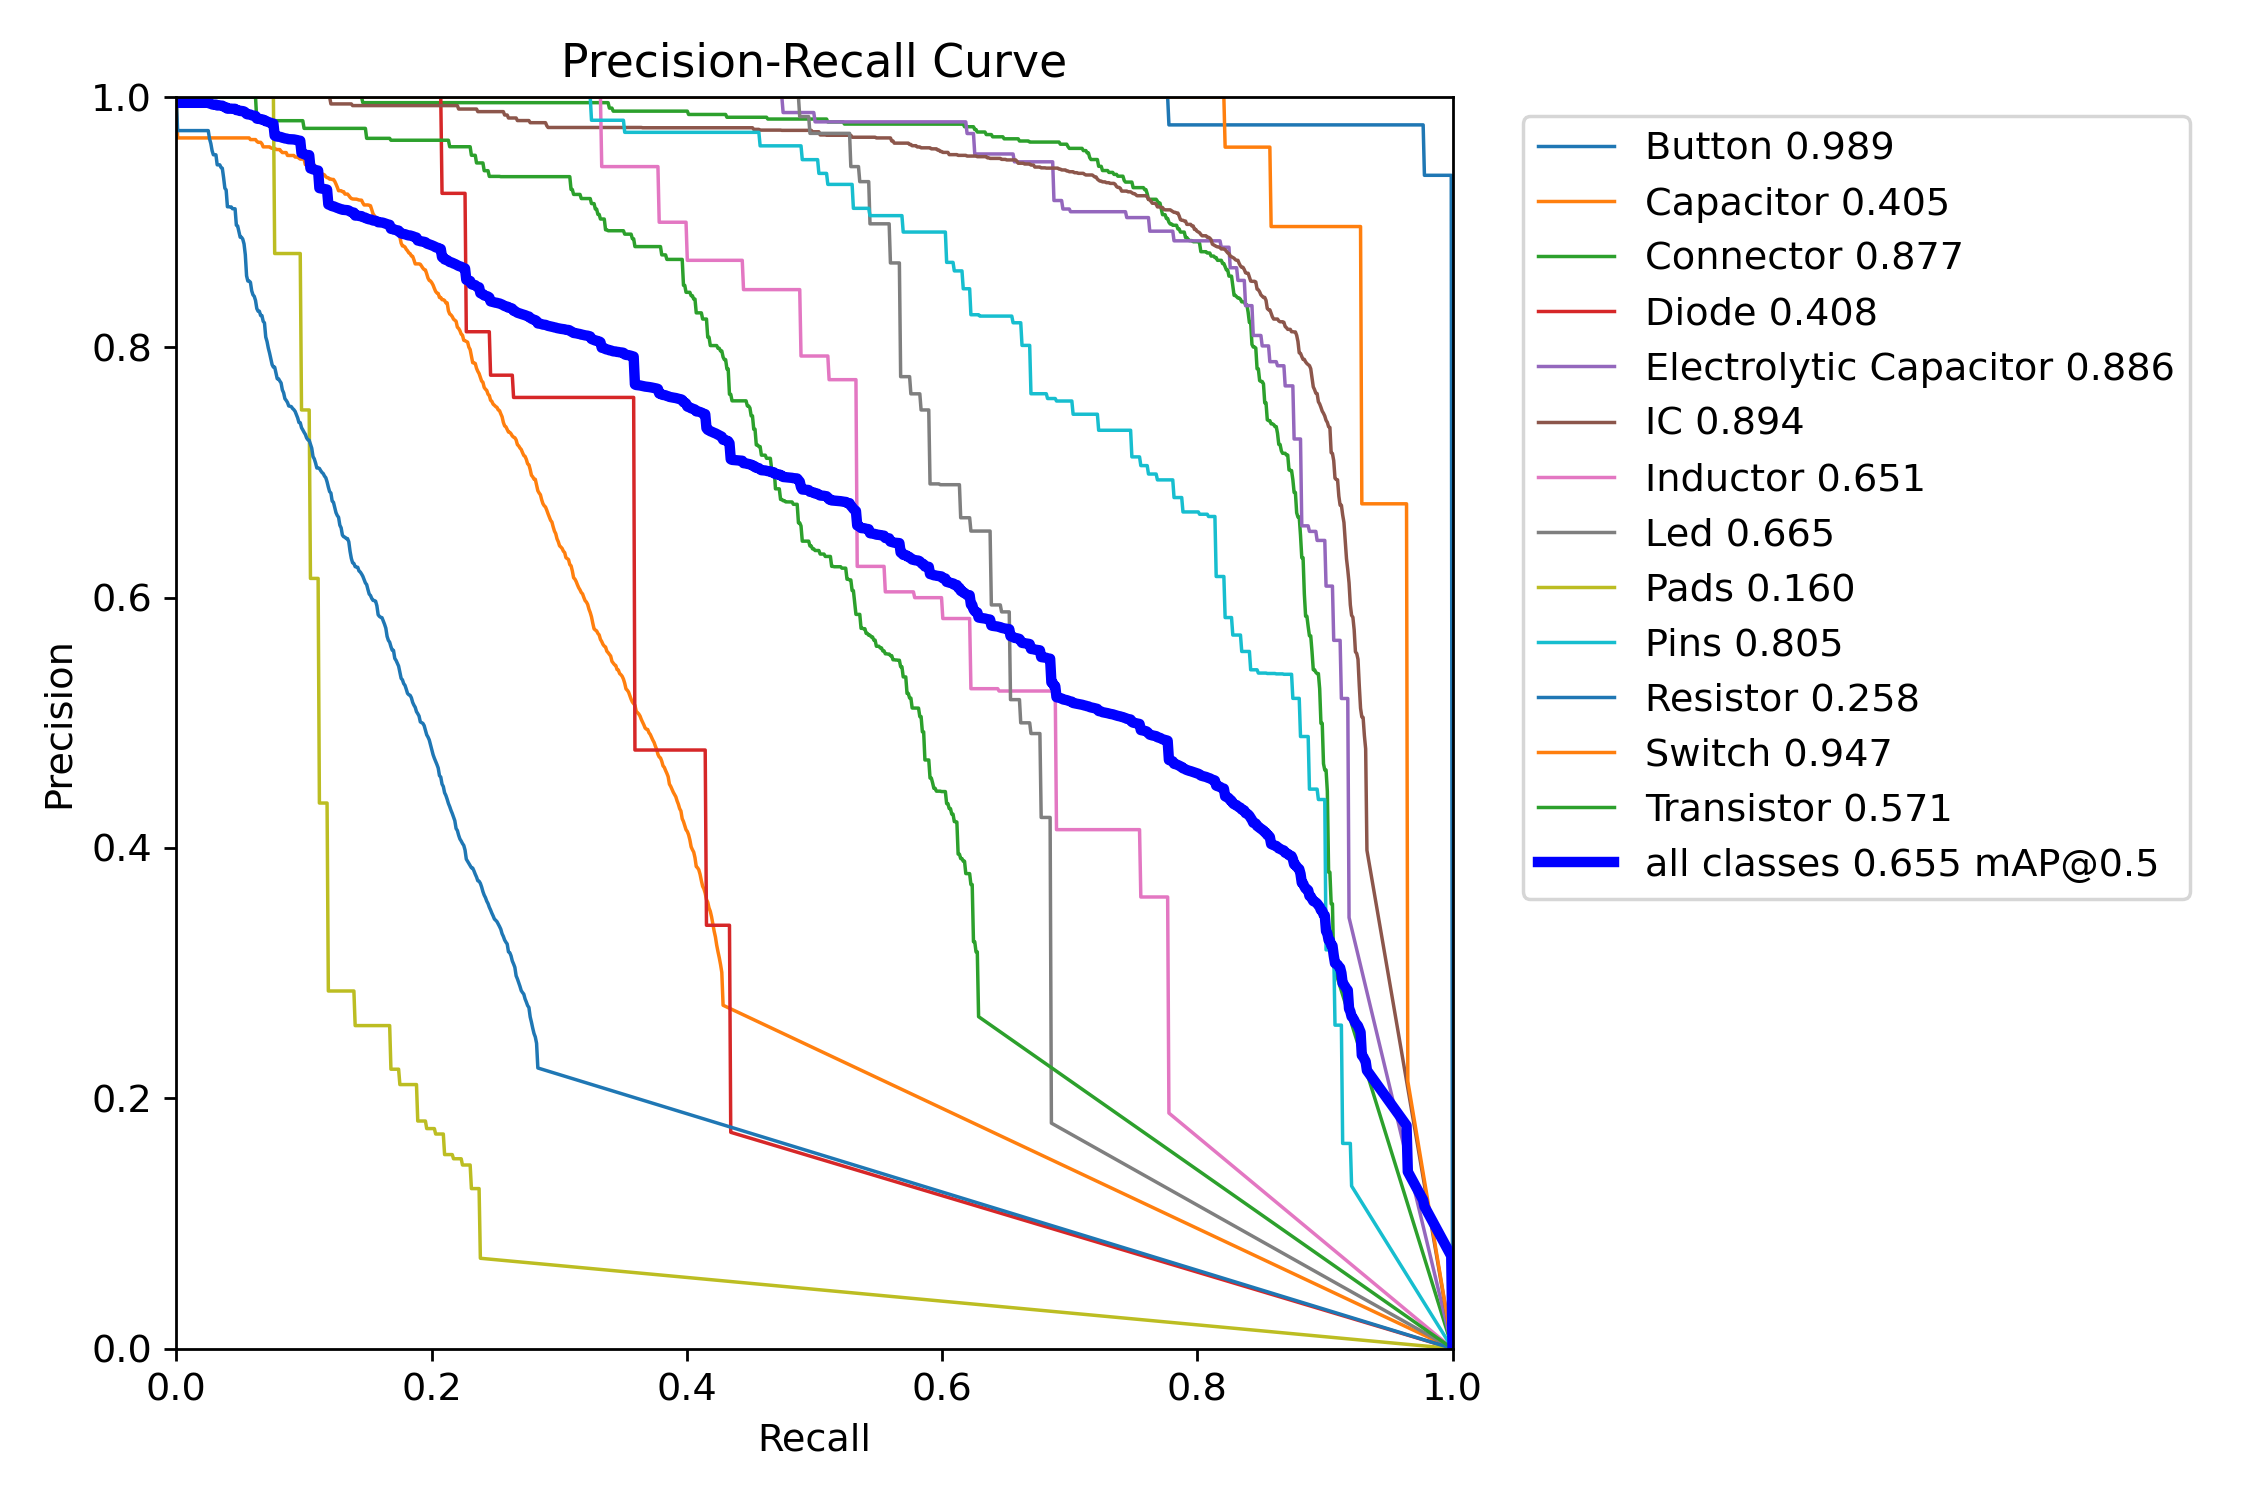 Precision-Recall Curve
1.0
0.8
0.6
0.4
0.2
0.0
Precision
0.0 0.2 0.4 0.6 0.8 1.0
Recall
Button 0.989
Capacitor 0.405
Connector 0.877
Diode 0.408
Electrolytic Capacitor 0.886
IC 0.894
Inductor 0.651
Led 0.665
Pads 0.160
Pins 0.805
Resistor 0.258
Switch 0.947
Transistor 0.571
all classes 0.655 mAP@0.5